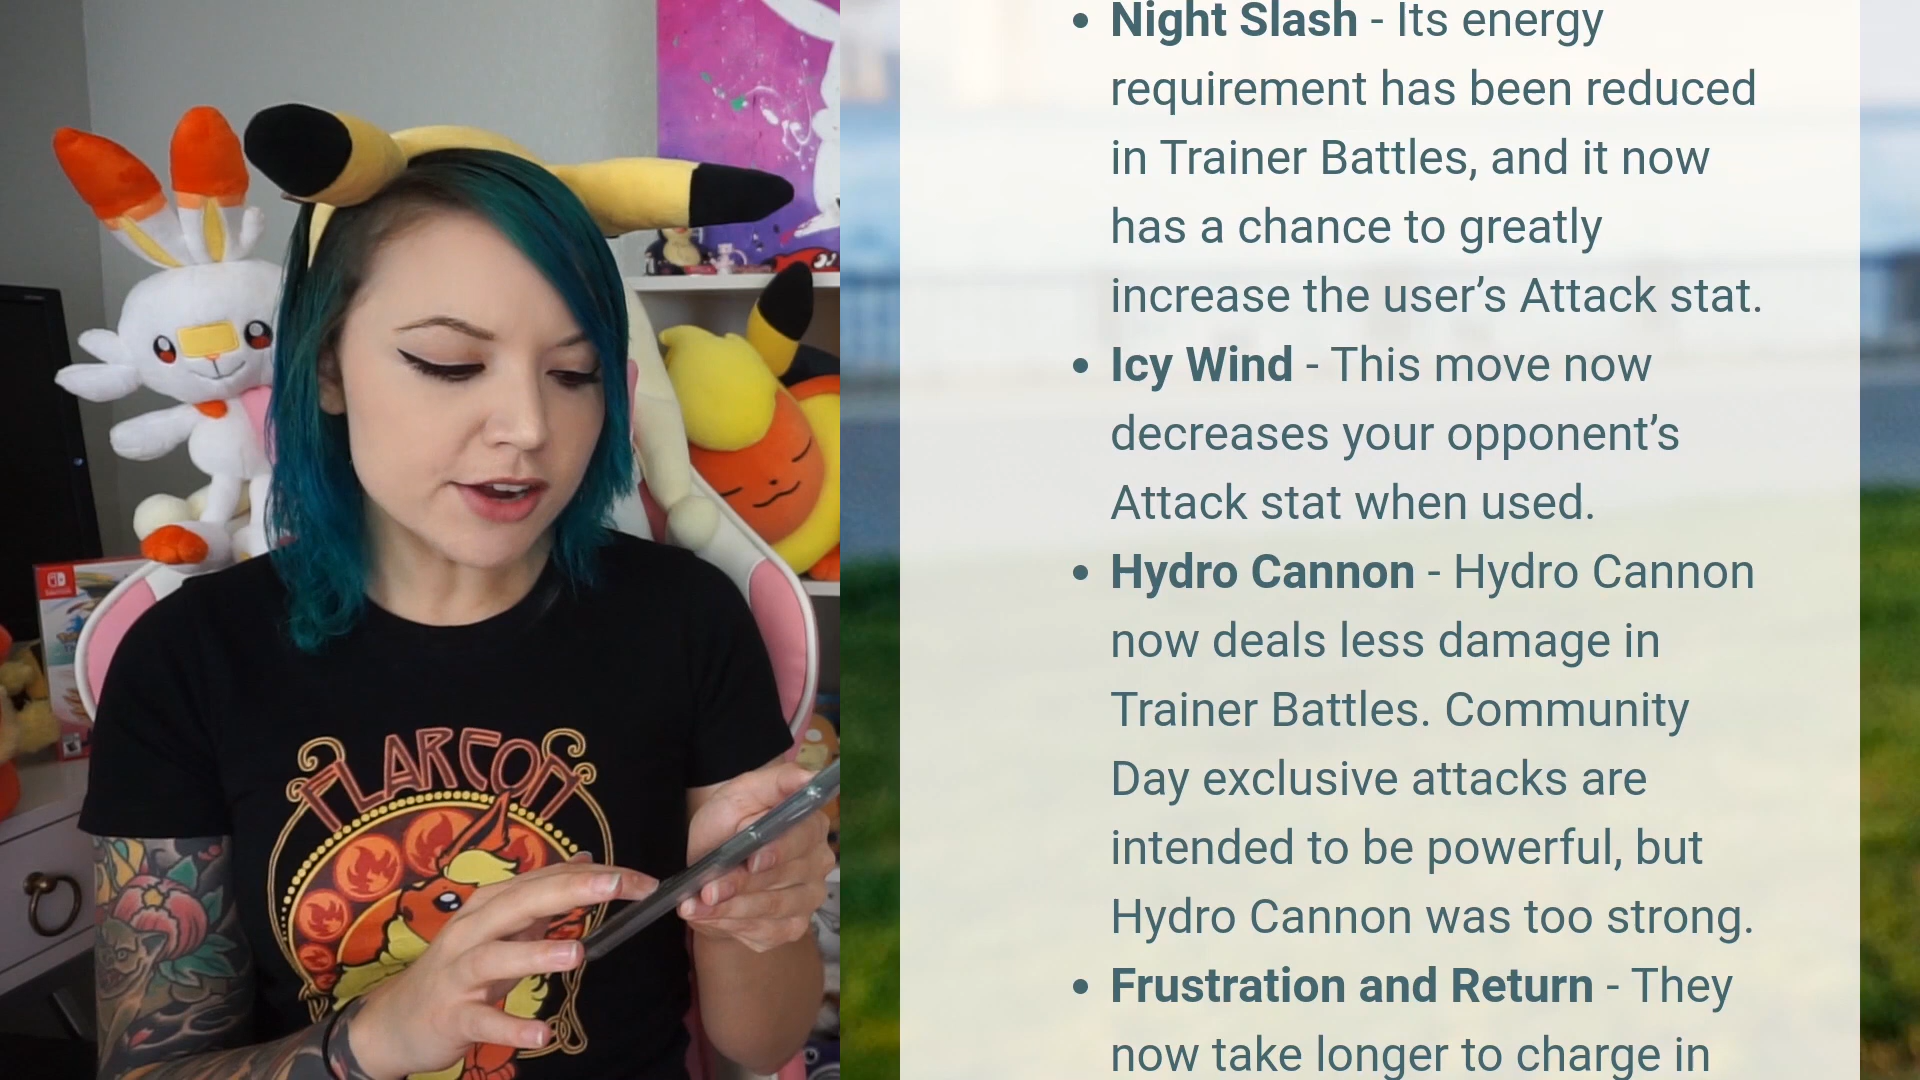 Night Slash - Its energy
requirement has been reduced
in Trainer Battles, and it now
has a chance to greatly
increase the user’s Attack stat.
Icy Wind - This move now
decreases your opponent’s
Attack stat when used.
Hydro Cannon - Hydro Cannon
now deals less damage in
Trainer Battles. Community
Day exclusive attacks are
intended to be powerful, but
Hydro Cannon was too strong.
Frustration and Return - They
now take longer to charge in
FLAREON